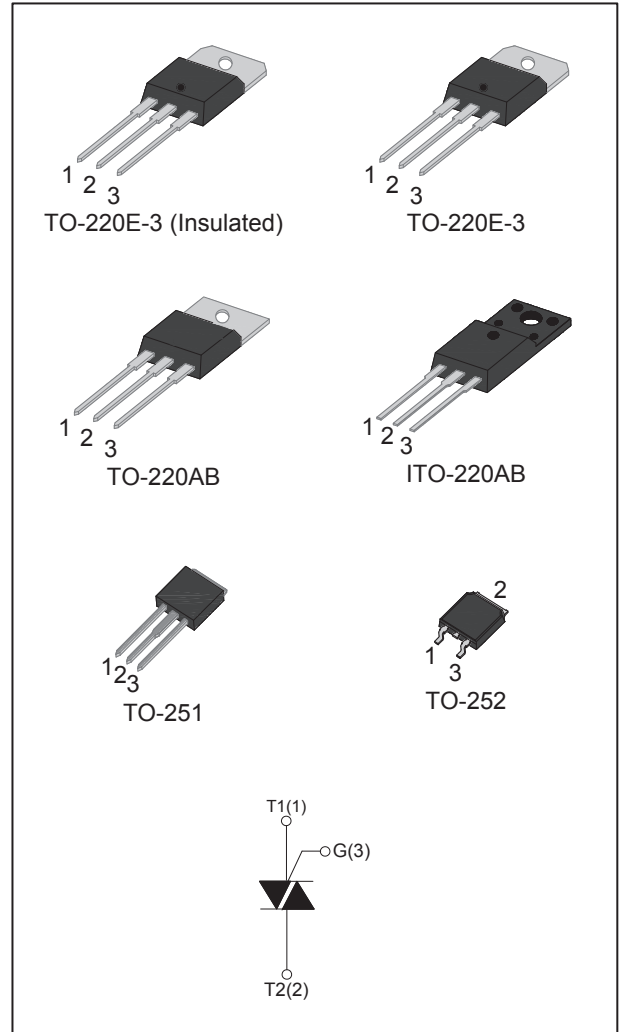 1 2 3
TO-220E-3 (Insulated)
1 2 3
TO-220E-3
1 2 3
TO-220AB
1 2 3
ITO-220AB
1 2 3
TO-251
2
1 3
TO-252
T1(1)
G(3)
T2(2)